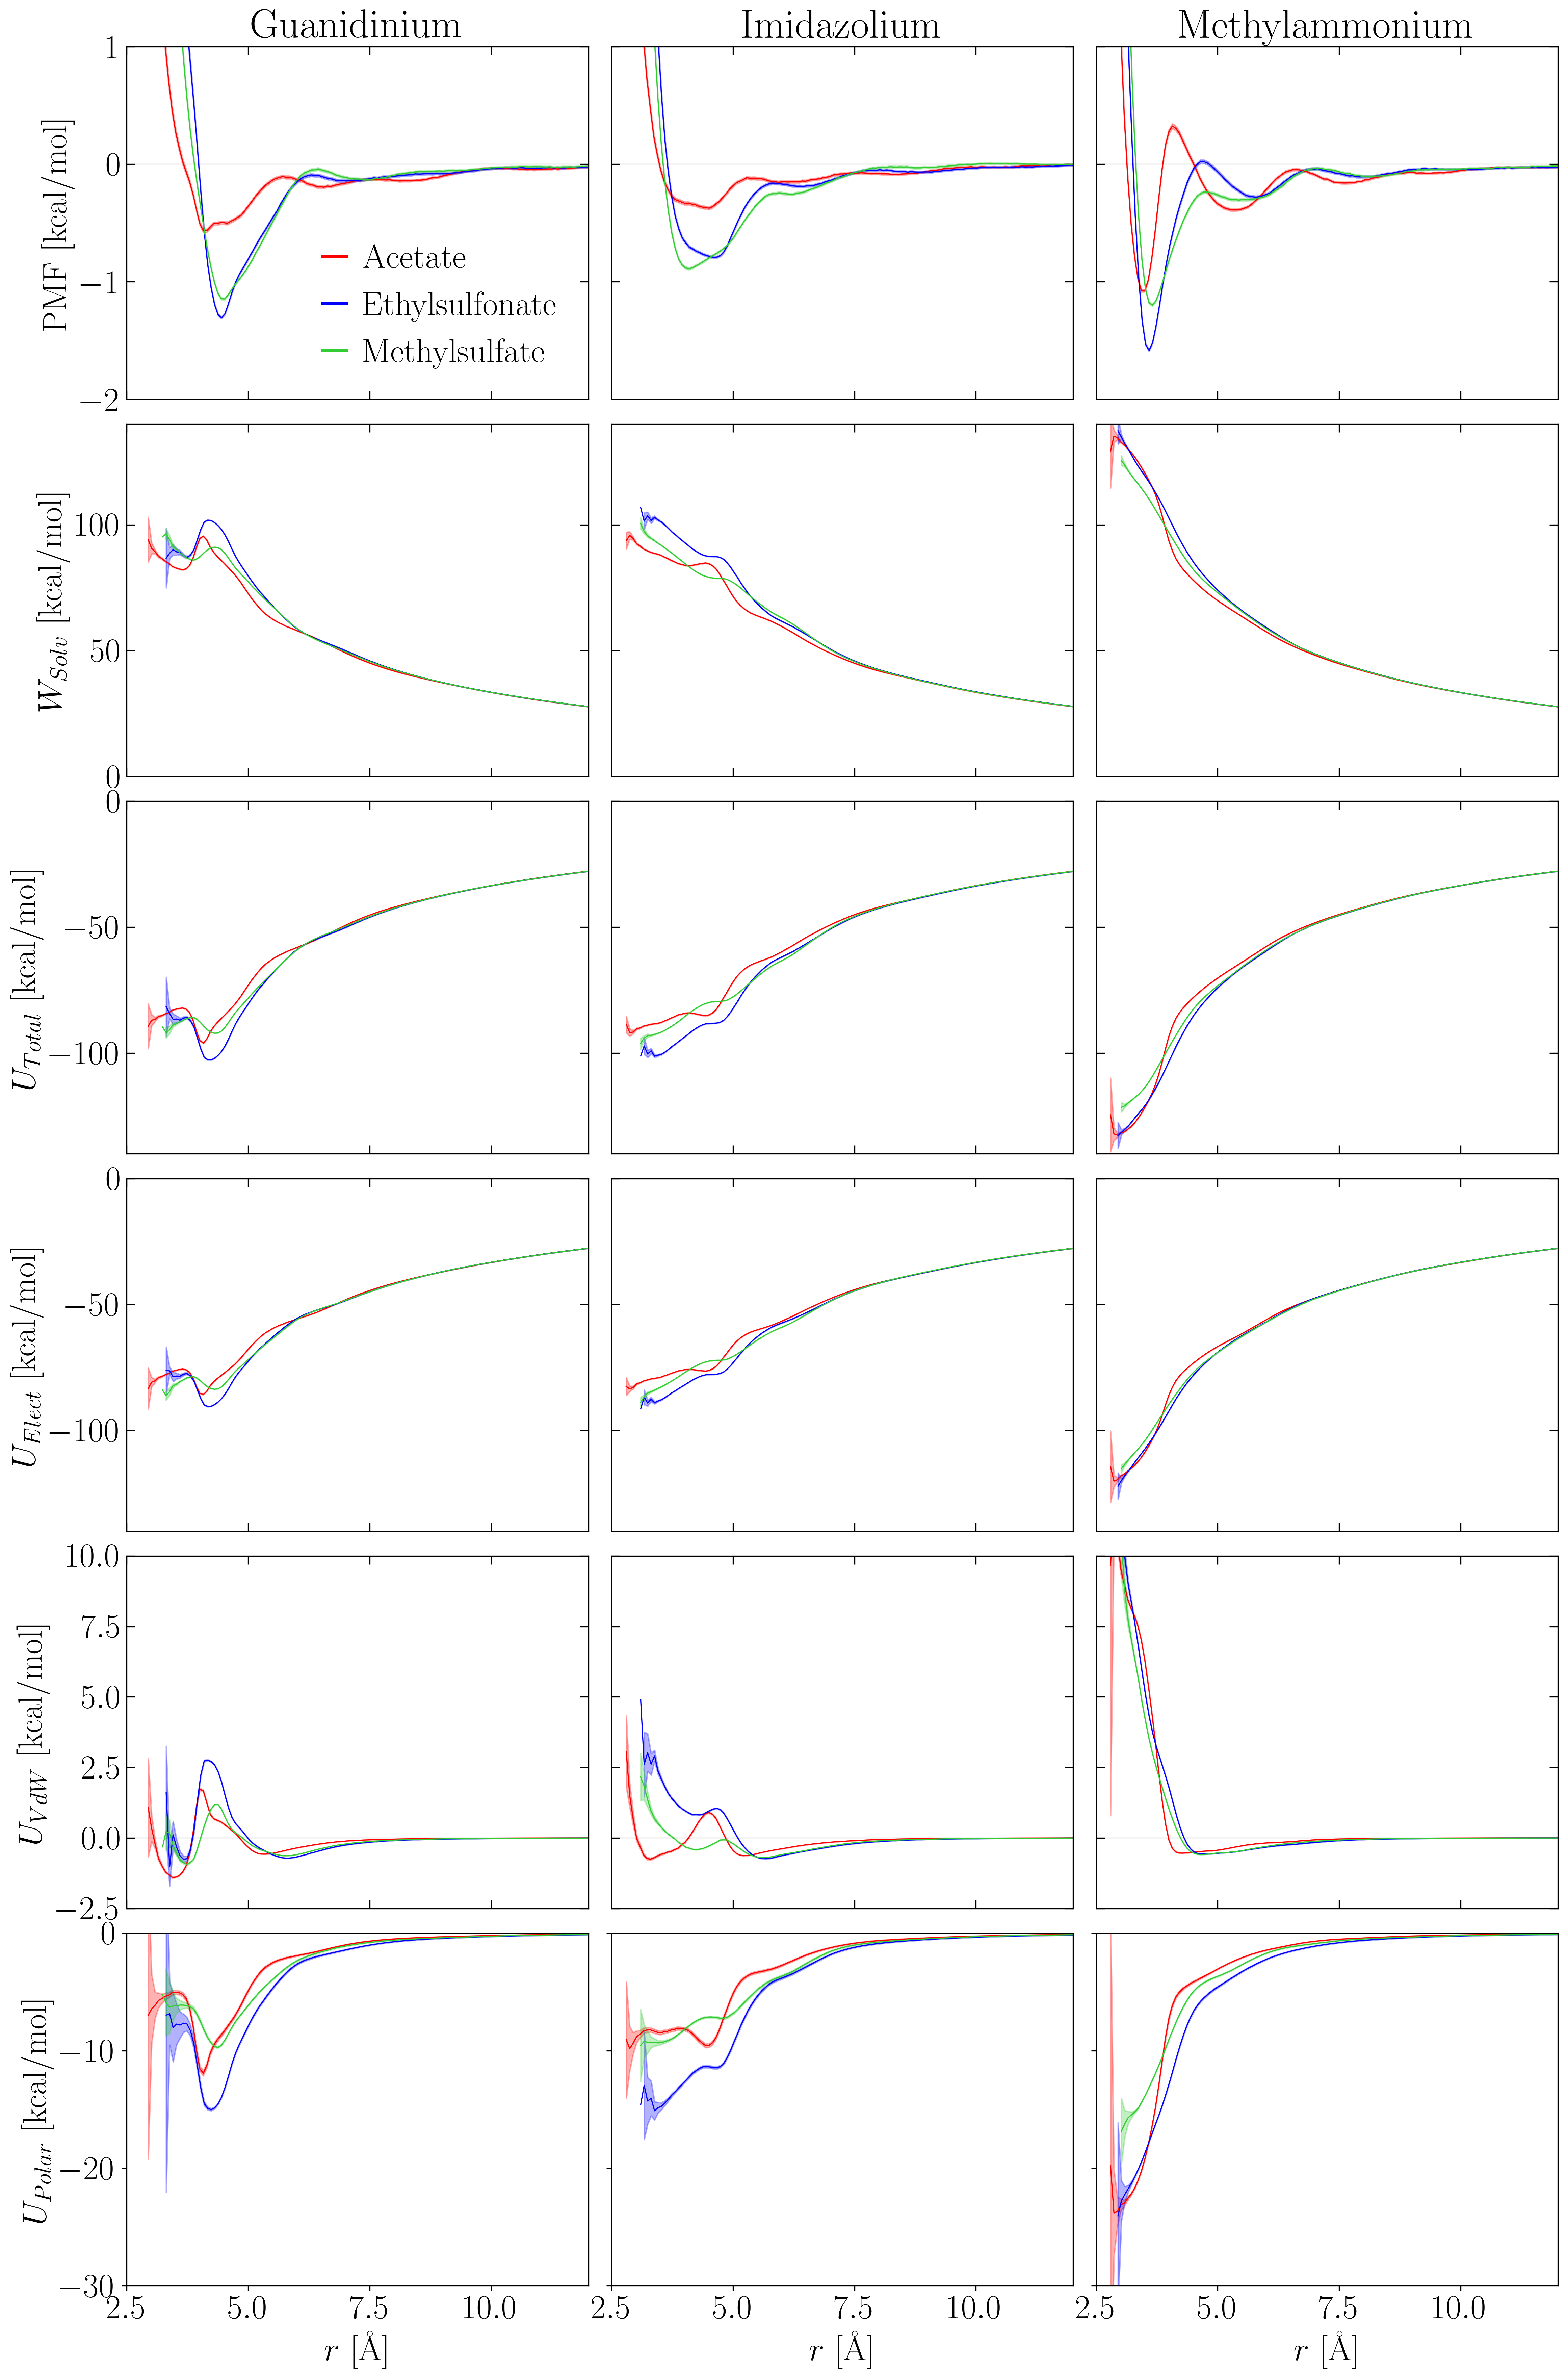 Guanidinium Imidazolium Methylammonium
1
0
−1
−2
PMF [kcal/mol]
Acetate
Ethylsulfonate
Methylsulfate
100
50
0
W_Solv [kcal/mol]
0
−50
−100
U_Total [kcal/mol]
0
−50
−100
U_Elect [kcal/mol]
10.0
7.5
5.0
2.5
0.0
−2.5
U_VdW [kcal/mol]
0
−10
−20
−30
U_Polar [kcal/mol]
2.5 5.0 7.5 10.0 2.5 5.0 7.5 10.0 2.5 5.0 7.5 10.0
r [Å] r [Å] r [Å]